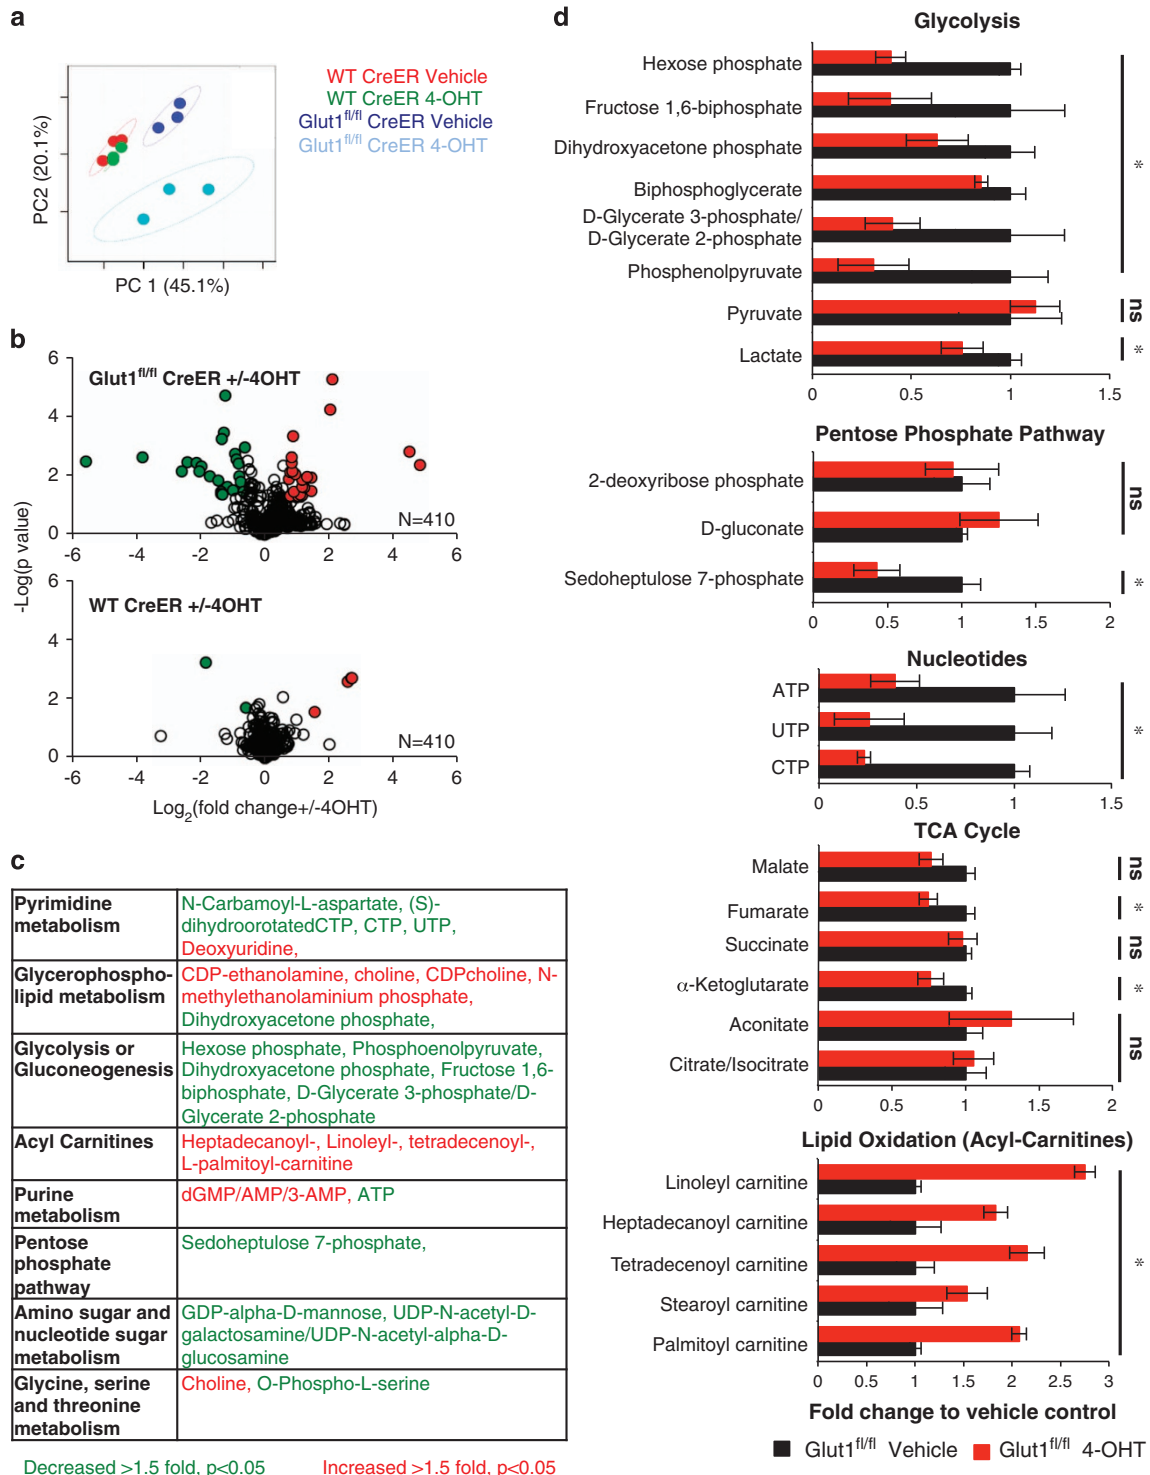 a
PC2 (20.1%)
PC 1 (45.1%)
WT CreER Vehicle
WT CreER 4-OHT
Glut1fl/fl CreER Vehicle
Glut1fl/fl CreER 4-OHT
b
-Log(p value)
6
Glut1fl/fl CreER +/-4OHT
4
2
N=410
0
-6 -4 -2 0 2 4 6
6
WT CreER +/-4OHT
4
2
N=410
0
-6 -4 -2 0 2 4 6
Log2(fold change+/-4OHT)
c
Pyrimidine
metabolism
N-Carbamoyl-L-aspartate, (S)-
dihydroorotatedCTP, CTP, UTP,
Deoxyuridine,
Glycerophospho-
lipid metabolism
CDP-ethanolamine, choline, CDPcholine, N-
methylethanolaminium phosphate,
Dihydroxyacetone phosphate,
Glycolysis or
Gluconeogenesis
Hexose phosphate, Phosphoenolpyruvate,
Dihydroxyacetone phosphate, Fructose 1,6-
biphosphate, D-Glycerate 3-phosphate/D-
Glycerate 2-phosphate
Acyl Carnitines
Heptadecanoyl-, Linoleyl-, tetradecenoyl-,
L-palmitoyl-carnitine
Purine
metabolism
dGMP/AMP/3-AMP, ATP
Pentose
phosphate
pathway
Sedoheptulose 7-phosphate,
Amino sugar and
nucleotide sugar
metabolism
GDP-alpha-D-mannose, UDP-N-acetyl-D-
galactosamine/UDP-N-acetyl-alpha-D-
glucosamine
Glycine, serine
and threonine
metabolism
Choline, O-Phospho-L-serine
Decreased >1.5 fold, p<0.05
Increased >1.5 fold, p<0.05
d
Glycolysis
Hexose phosphate
Fructose 1,6-biphosphate
Dihydroxyacetone phosphate
Biphosphoglycerate
D-Glycerate 3-phosphate/
D-Glycerate 2-phosphate
Phosphenolpyruvate
*
Pyruvate
ns
Lactate
*
0 0.5 1 1.5
Pentose Phosphate Pathway
2-deoxyribose phosphate
D-gluconate
ns
Sedoheptulose 7-phosphate
*
0 0.5 1 1.5 2
Nucleotides
ATP
UTP
CTP
*
0 0.5 1 1.5
TCA Cycle
Malate
ns
Fumarate
*
Succinate
ns
α-Ketoglutarate
*
Aconitate
Citrate/Isocitrate
ns
0 0.5 1 1.5 2
Lipid Oxidation (Acyl-Carnitines)
Linoleyl carnitine
Heptadecanoyl carnitine
Tetradecenoyl carnitine
Stearoyl carnitine
Palmitoyl carnitine
*
0 0.5 1 1.5 2 2.5 3
Fold change to vehicle control
Glut1fl/fl Vehicle
Glut1fl/fl 4-OHT